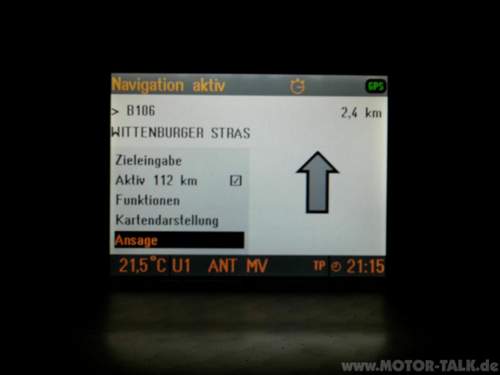 Navigation aktiv GPS
> B106 2,4 km
WITTENBURGER STRAS
Zieleingabe
Aktiv 112 km
Funktionen
Kartendarstellung
Ansage
21,5°C U1 ANT MV TP 21:15
www.MOTOR-TALK.de